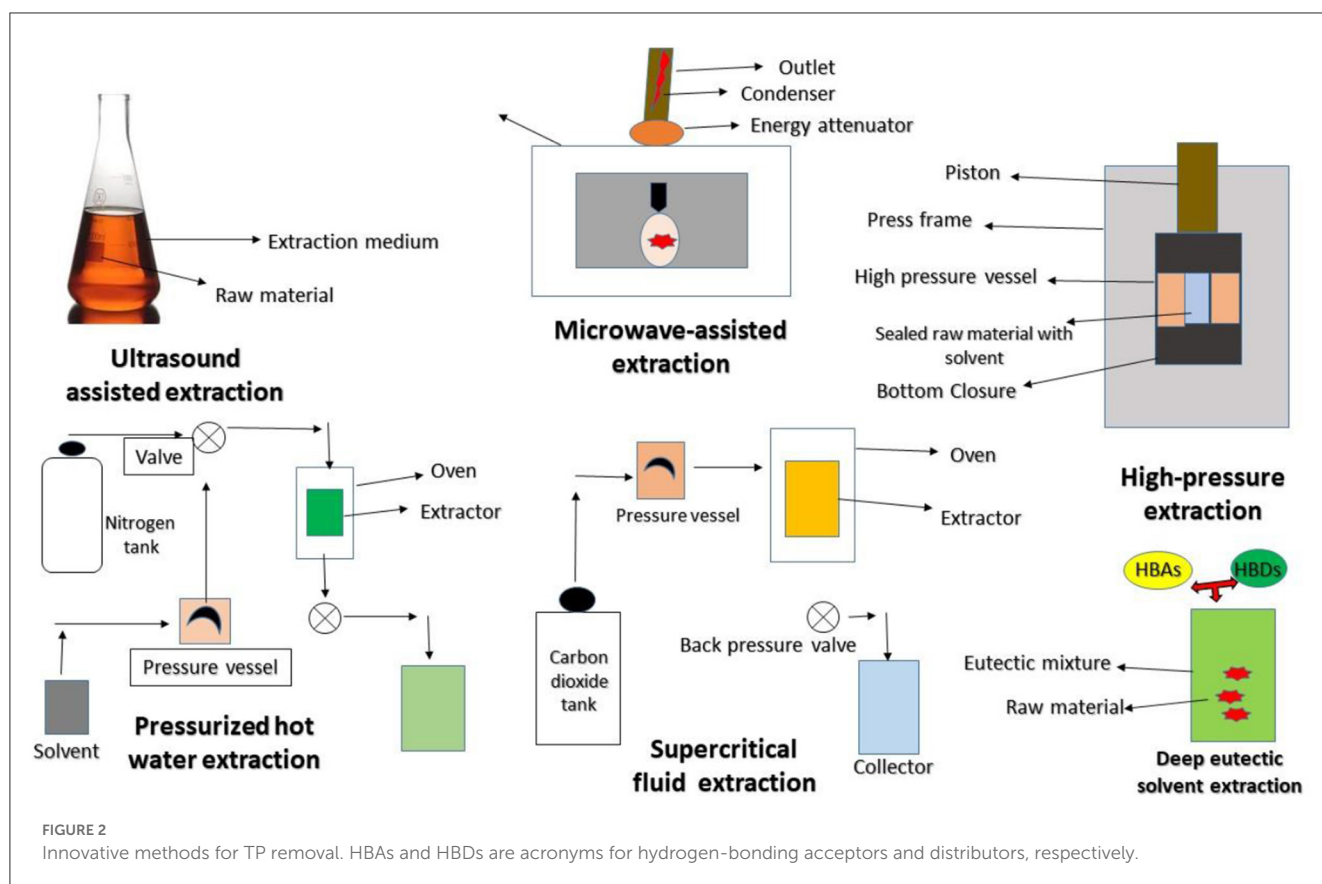 Outlet
Condenser
Energy attenuator
Extraction medium
Raw material
Ultrasound
assisted extraction
Microwave-assisted
extraction
Piston
Press frame
High pressure vessel
Sealed raw material with
solvent
Bottom Closure
High-pressure
extraction
Valve
Nitrogen
tank
Oven
Extractor
Pressure vessel
Solvent
Pressurized hot
water extraction
Pressure vessel
Oven
Extractor
Carbon
dioxide
tank
Back pressure valve
Collector
Supercritical
fluid extraction
HBAs
HBDs
Eutectic mixture
Raw material
Deep eutectic
solvent extraction
FIGURE 2
Innovative methods for TP removal. HBAs and HBDs are acronyms for hydrogen-bonding acceptors and distributors, respectively.